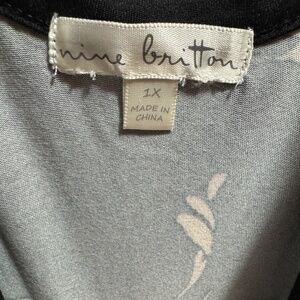 nine britton
1X
MADE IN
CHINA